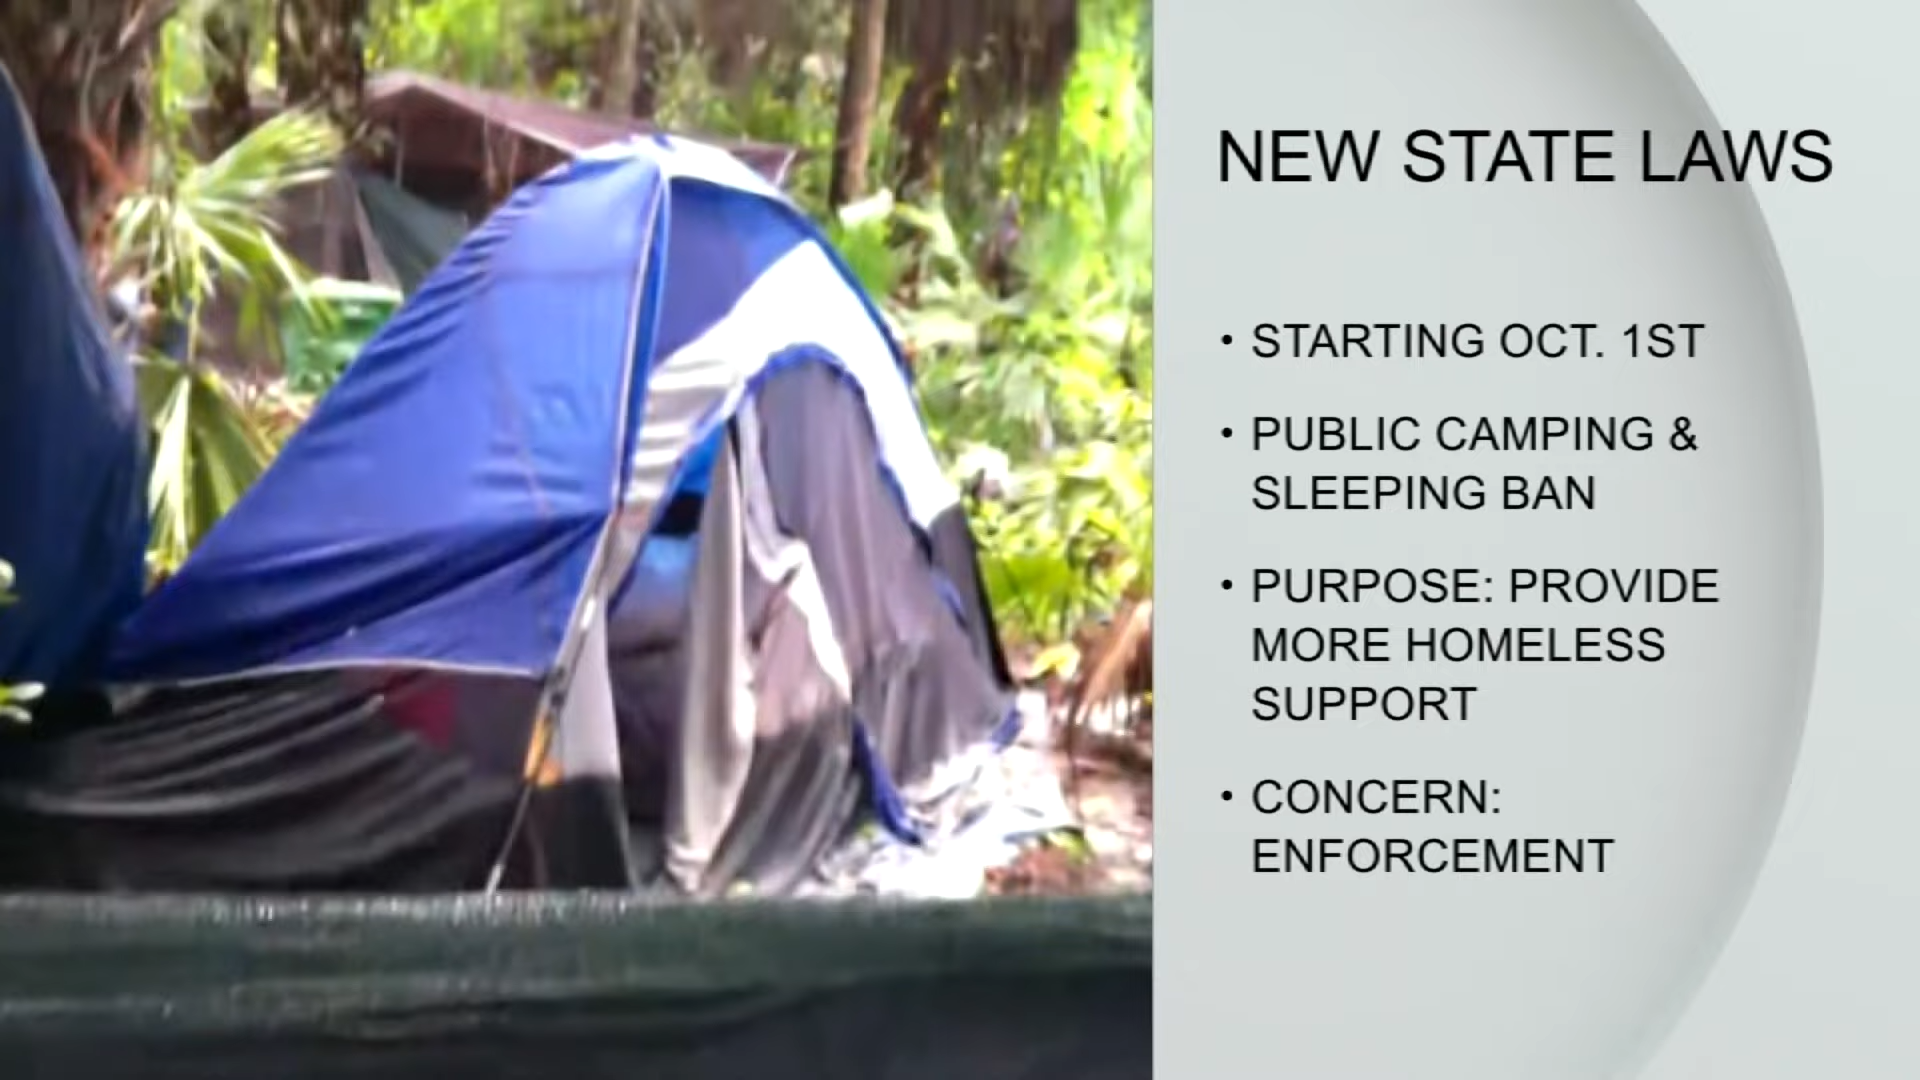 NEW STATE LAWS
• STARTING OCT. 1ST
• PUBLIC CAMPING &
SLEEPING BAN
• PURPOSE: PROVIDE
MORE HOMELESS
SUPPORT
• CONCERN:
ENFORCEMENT